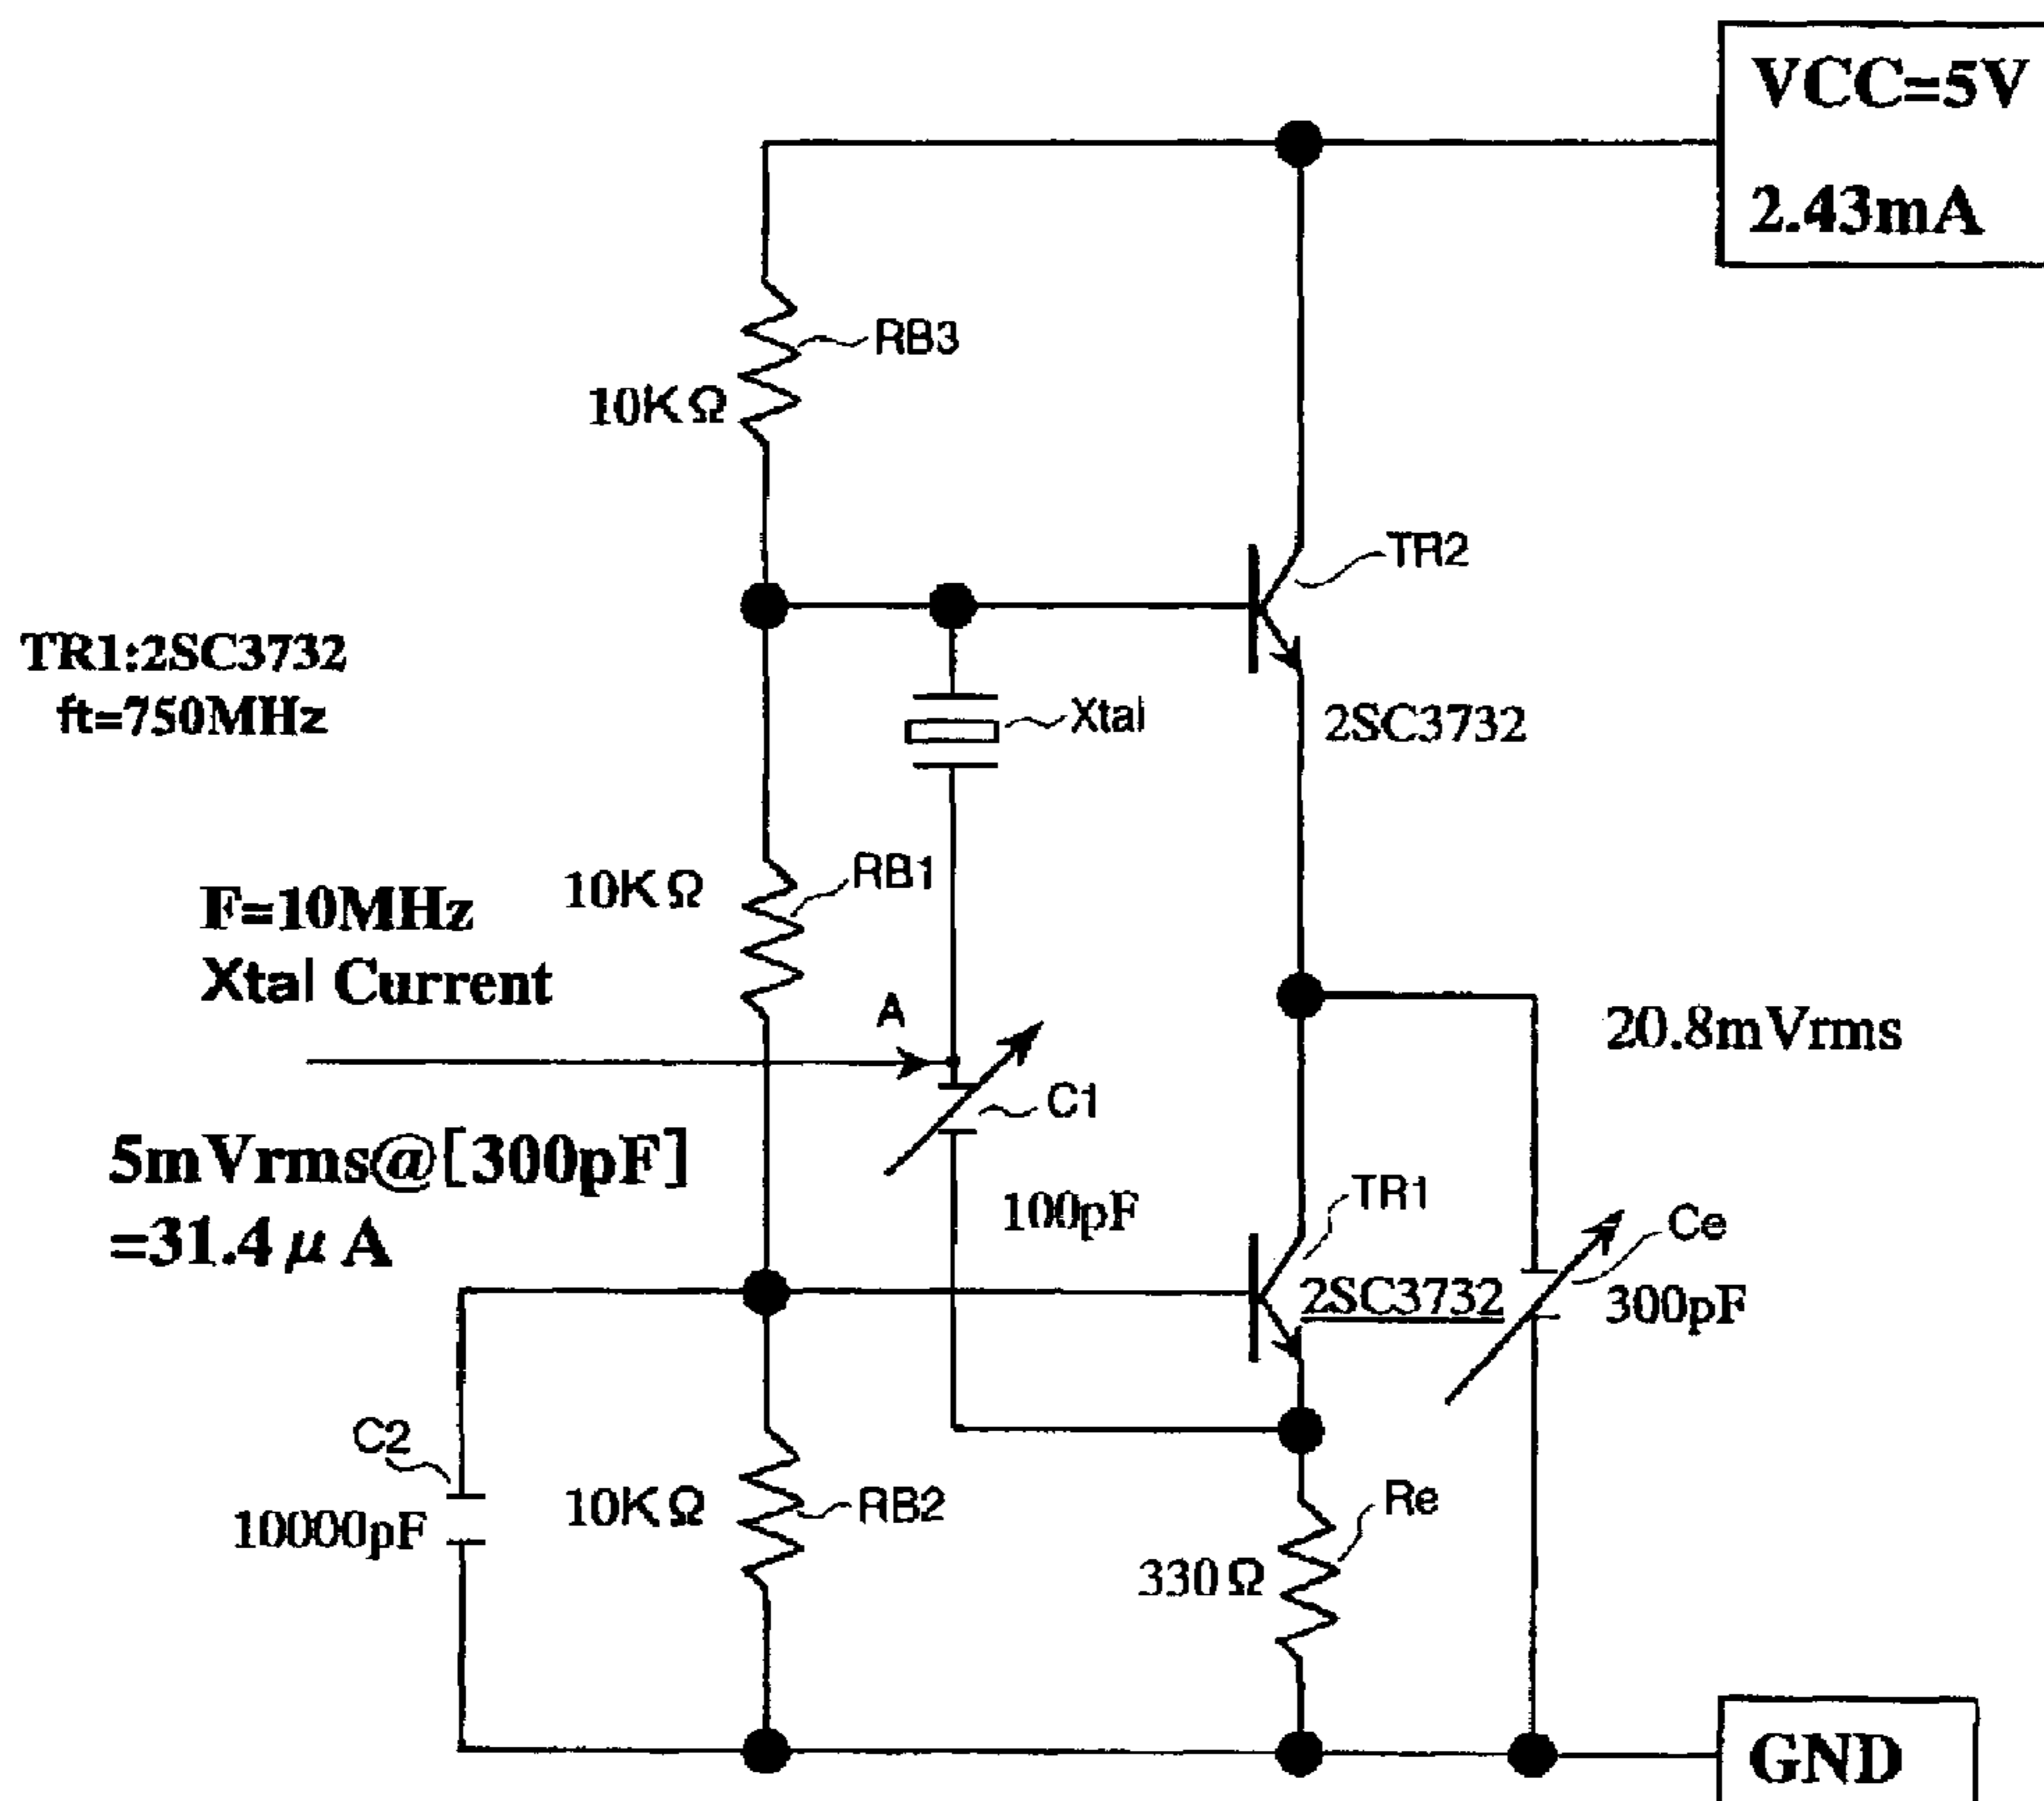 VCC=5V
2.43mA
RB3
10KΩ
TR2
TR1:2SC3732
ft=750MHz
Xtal
2SC3732
RB1
10KΩ
F=10MHz
Xtal Current
A
20.8mVrms
C1
5mVrms@[300pF]
=31.4μA
100pF
TR1
Ce
2SC3732
300pF
C2
10000pF
10KΩ
RB2
Re
330Ω
GND